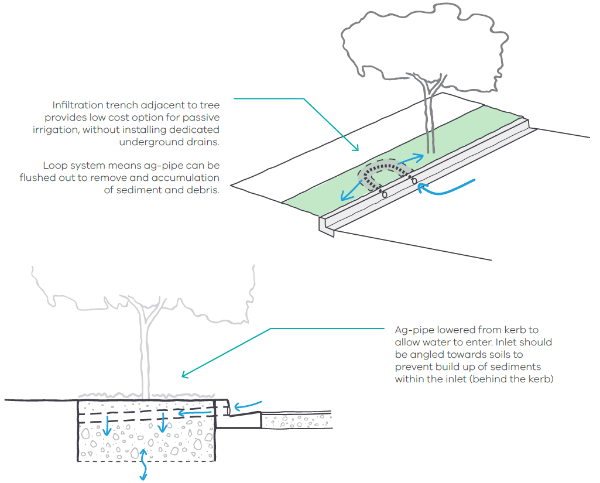 Infiltration trench adjacent to tree
provides low cost option for passive
irrigation, without installing dedicated
underground drains.
Loop system means ag-pipe can be
flushed out to remove and accumulation
of sediment and debris.
Ag-pipe lowered from kerb to
allow water to enter. Inlet should
be angled towards soils to
prevent build up of sediments
within the inlet (behind the kerb)